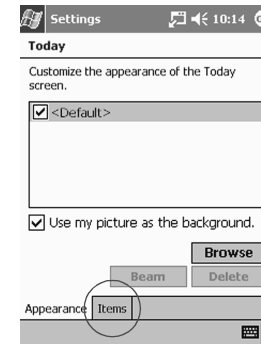 Settings 10:14
Today
Customize the appearance of the Today
screen.
<Default>
Use my picture as the background.
Browse
Beam Delete
Appearance Items